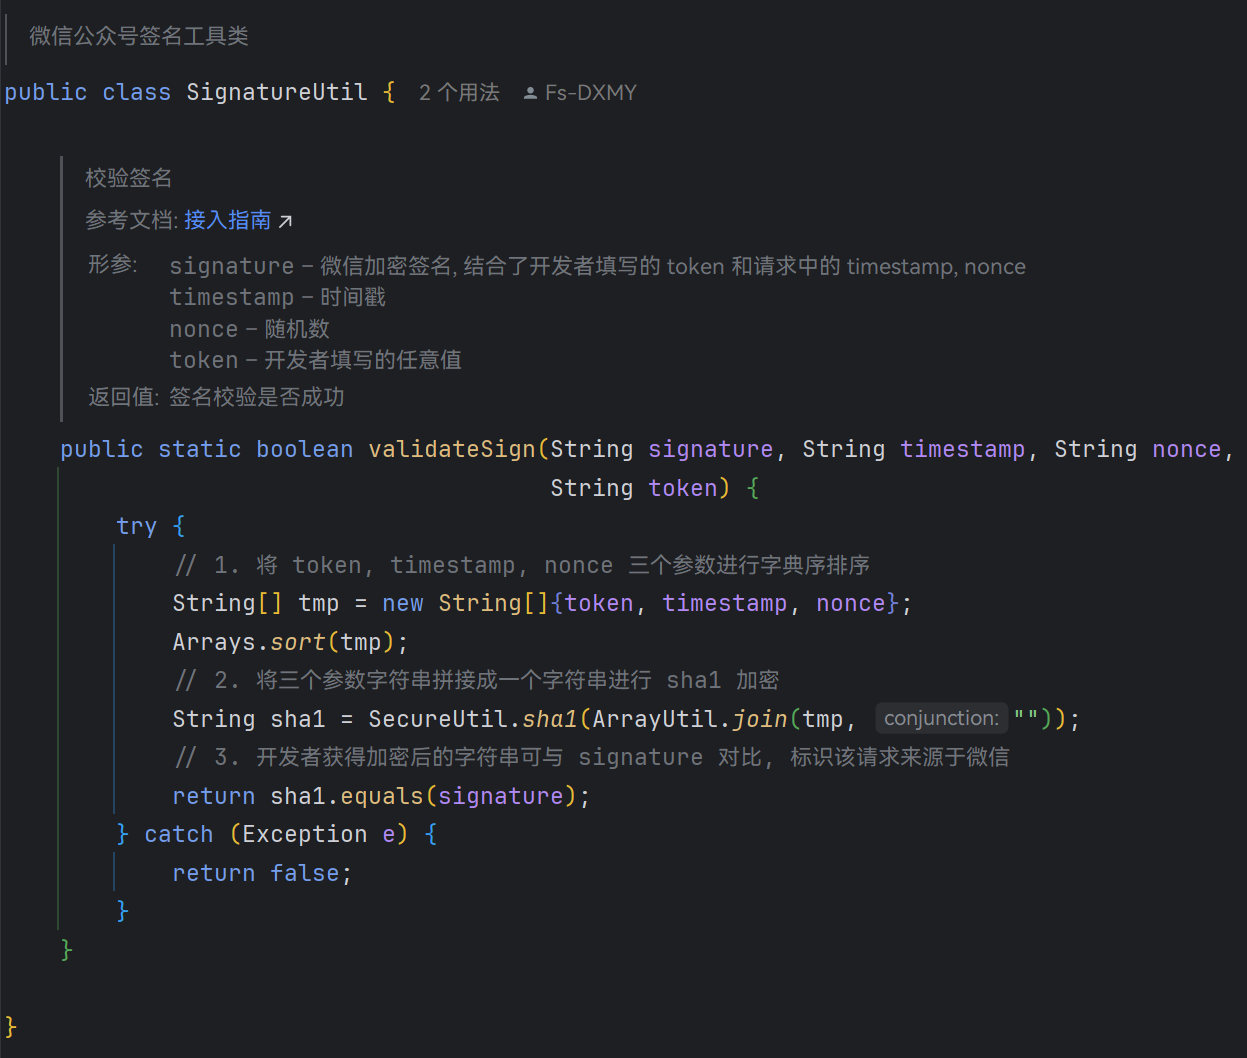 微信公众号签名工具类
public class SignatureUtil { 2 个用法 Fs-DXMY
校验签名
参考文档: 接入指南↗
形参: signature – 微信加密签名, 结合了开发者填写的 token 和请求中的 timestamp, nonce
timestamp – 时间戳
nonce – 随机数
token – 开发者填写的任意值
返回值: 签名校验是否成功
public static boolean validateSign(String signature, String timestamp, String nonce,
String token) {
try {
// 1. 将 token, timestamp, nonce 三个参数进行字典序排序
String[] tmp = new String[]{token, timestamp, nonce};
Arrays.sort(tmp);
// 2. 将三个参数字符串拼接成一个字符串进行 sha1 加密
String sha1 = SecureUtil.sha1(ArrayUtil.join(tmp, conjunction: ""));
// 3. 开发者获得加密后的字符串可与 signature 对比, 标识该请求来源于微信
return sha1.equals(signature);
} catch (Exception e) {
return false;
}
}
}